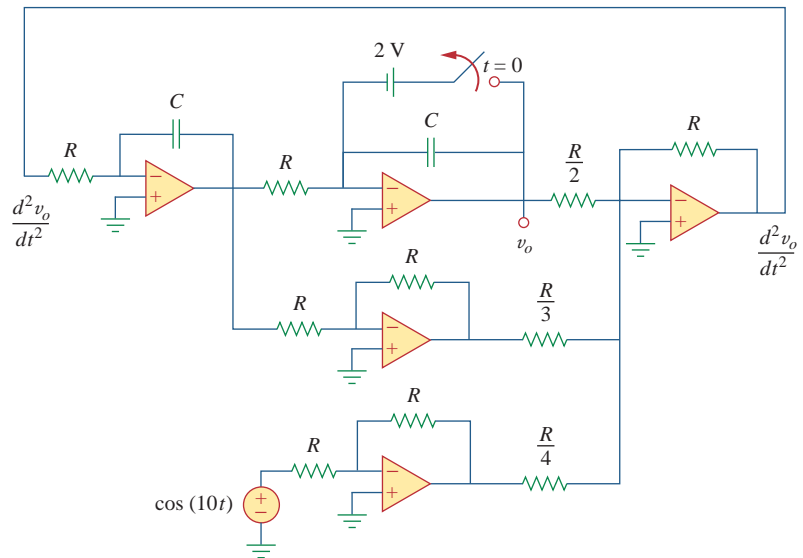 2 V
t = 0
C
C
R
R
R
R/2
− +
− +
− +
d²vₒ/dt²
vₒ
d²vₒ/dt²
R
R
R/3
− +
R
R
R/4
− +
cos (10t)
+ −